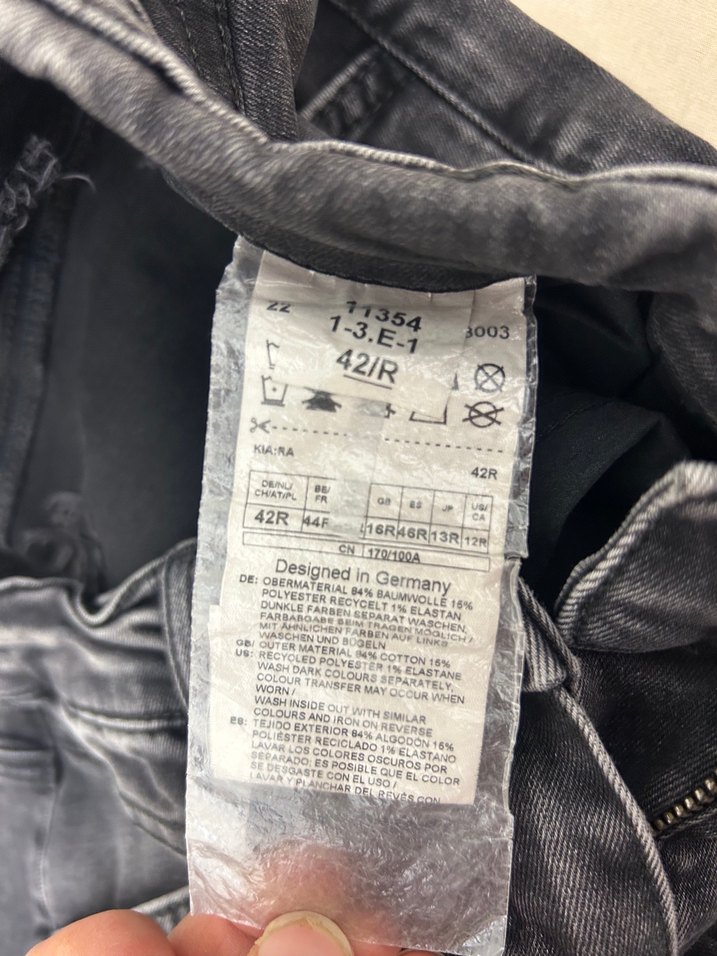 22 11354 3003
1-3.E-1
42/R
KIA:RA
42R
DE/NL/ CH/AT/PL BE/ FR GB ES JP US/ CA
42R 44F 16R 46R 13R 12R
CN 170/100A
Designed in Germany
DE: OBERMATERIAL 84% BAUMWOLLE 15%
POLYESTER RECYCELT 1% ELASTAN
DUNKLE FARBEN SEPARAT WASCHEN,
FARBABGABE BEIM TRAGEN MÖGLICH /
MIT ÄHNLICHEN FARBEN AUF LINKS
WASCHEN UND BÜGELN
GB/ OUTER MATERIAL 84% COTTON 15%
US: RECYCLED POLYESTER 1% ELASTANE
WASH DARK COLOURS SEPARATELY,
COLOUR TRANSFER MAY OCCUR WHEN
WORN /
WASH INSIDE OUT WITH SIMILAR
COLOURS AND IRON ON REVERSE
ES: TEJIDO EXTERIOR 84% ALGODÓN 15%
POLIÉSTER RECICLADO 1% ELASTANO
LAVAR LOS COLORES OSCUROS POR
SEPARADO; ES POSIBLE QUE EL COLOR
SE DESGASTE CON EL USO /
LAVAR Y PLANCHAR DEL REVÉS CON